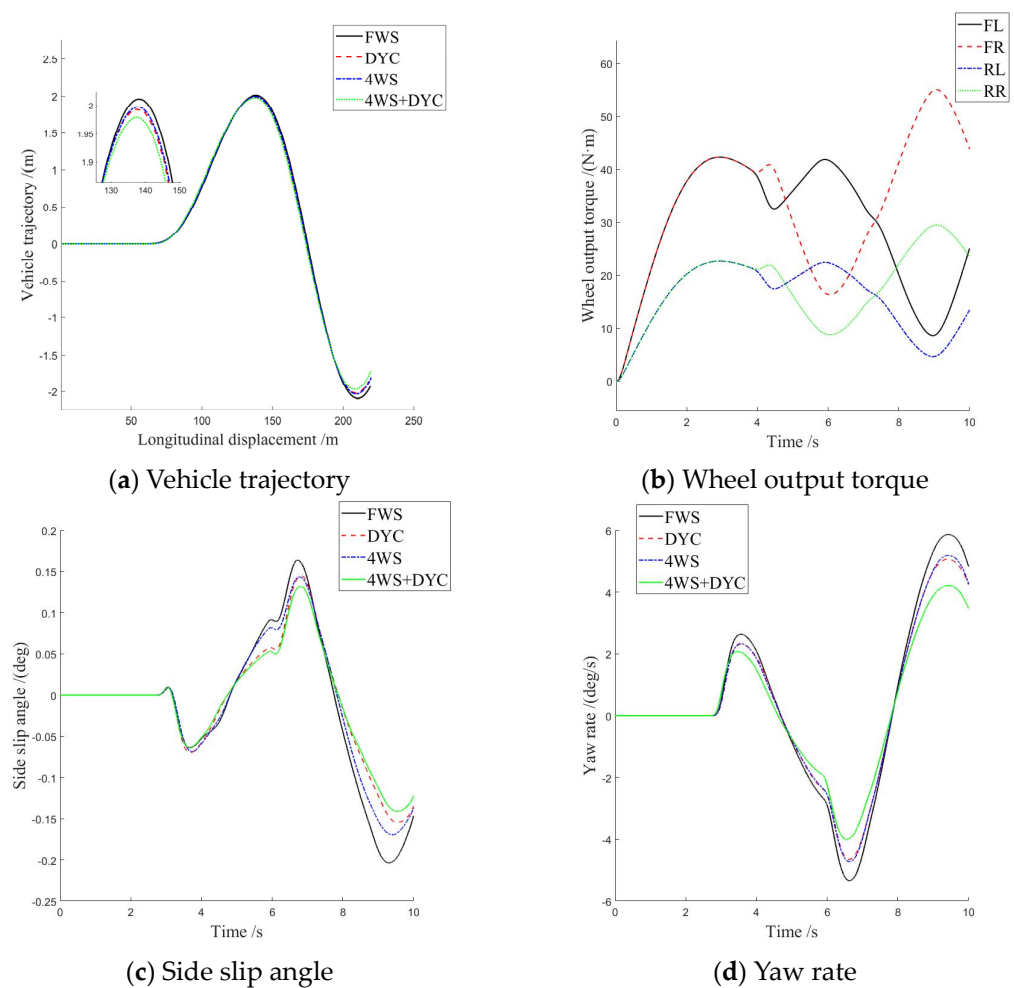 FWS
DYC
4WS
4WS+DYC
2.5
2
1.5
1
0.5
0
-0.5
-1
-1.5
-2
2
1.95
1.9
130
140
150
50
100
150
200
250
Vehicle trajectory /(m)
Longitudinal displacement /m
(a) Vehicle trajectory
FL
FR
RL
RR
60
50
40
30
20
10
0
0
2
4
6
8
10
Wheel output torque /(N·m)
Time /s
(b) Wheel output torque
FWS
DYC
4WS
4WS+DYC
0.2
0.15
0.1
0.05
0
-0.05
-0.1
-0.15
-0.2
-0.25
0
2
4
6
8
10
Side slip angle /(deg)
Time /s
(c) Side slip angle
FWS
DYC
4WS
4WS+DYC
6
4
2
0
-2
-4
-6
0
2
4
6
8
10
Yaw rate /(deg/s)
Time /s
(d) Yaw rate